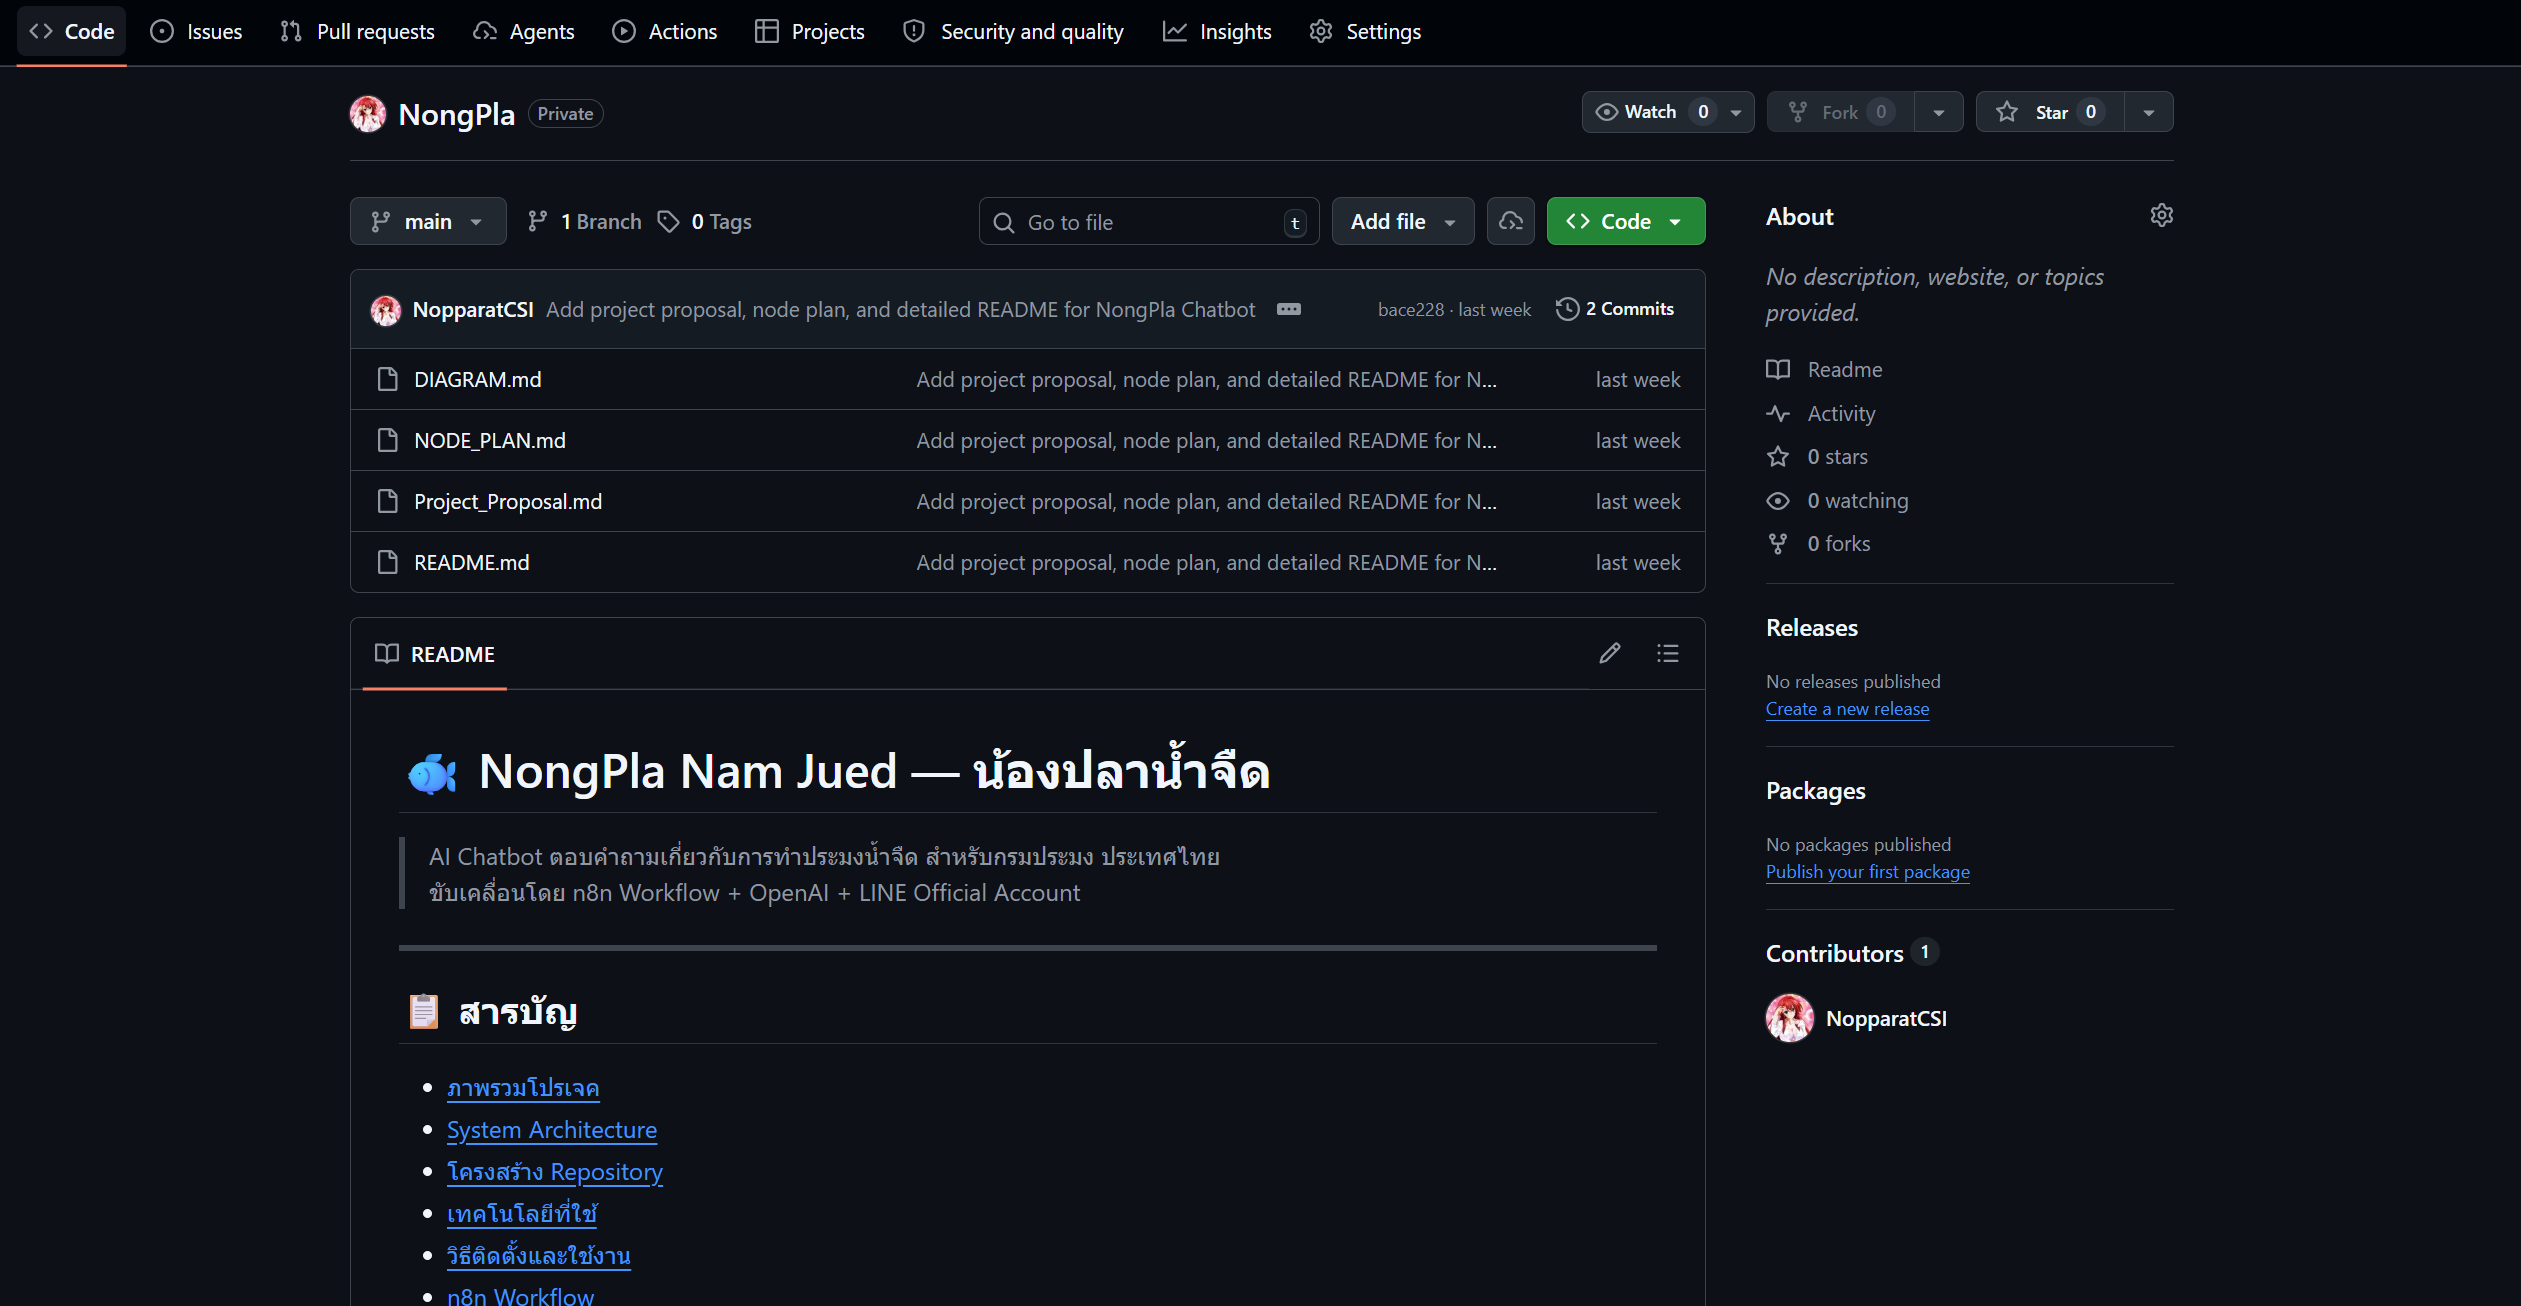 Code Issues Pull requests Agents Actions Projects Security and quality Insights Settings
NongPla Private
Watch 0 Fork 0 Star 0
main 1 Branch 0 Tags Go to file t Add file Code
NopparatCSI Add project proposal, node plan, and detailed README for NongPla Chatbot bace228 · last week 2 Commits
DIAGRAM.md Add project proposal, node plan, and detailed README for N... last week
NODE_PLAN.md Add project proposal, node plan, and detailed README for N... last week
Project_Proposal.md Add project proposal, node plan, and detailed README for N... last week
README.md Add project proposal, node plan, and detailed README for N... last week
README
NongPla Nam Jued — น้องปลาน้ำจืด
AI Chatbot ตอบคำถามเกี่ยวกับการทำประมงน้ำจืด สำหรับกรมประมง ประเทศไทย
ขับเคลื่อนโดย n8n Workflow + OpenAI + LINE Official Account
สารบัญ
ภาพรวมโปรเจค
System Architecture
โครงสร้าง Repository
เทคโนโลยีที่ใช้
วิธีติดตั้งและใช้งาน
n8n Workflow
About
No description, website, or topics
provided.
Readme
Activity
0 stars
0 watching
0 forks
Releases
No releases published
Create a new release
Packages
No packages published
Publish your first package
Contributors 1
NopparatCSI